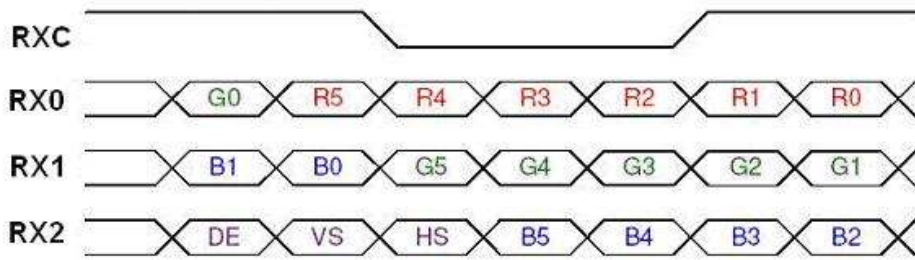 RXC
RX0 G0 R5 R4 R3 R2 R1 R0
RX1 B1 B0 G5 G4 G3 G2 G1
RX2 DE VS HS B5 B4 B3 B2